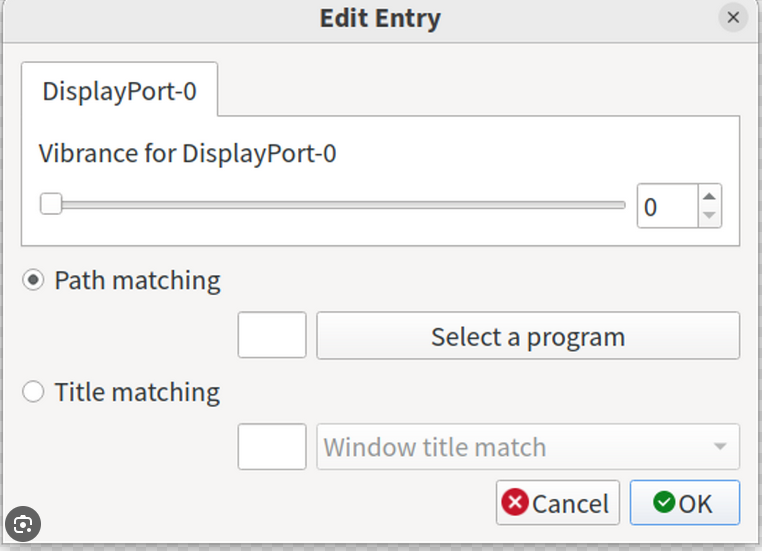 Edit Entry
DisplayPort-0
Vibrance for DisplayPort-0
0
Path matching
Select a program
Title matching
Window title match
Cancel
OK